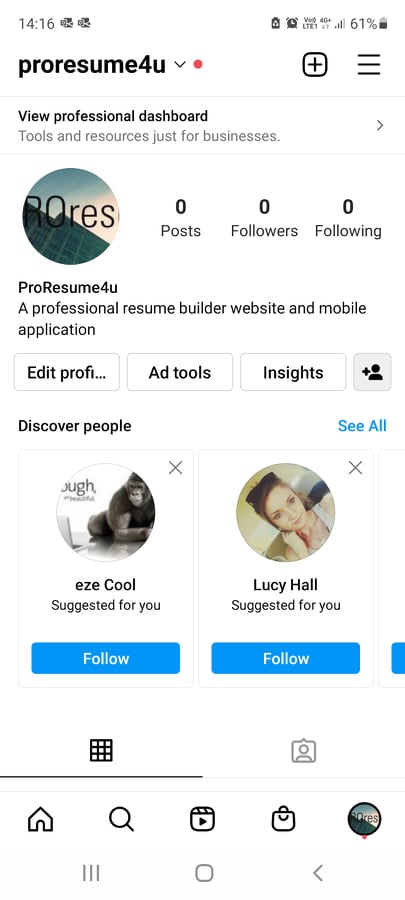 14:16
Vo)) 4G+
LTE1
61%
proresume4u
View professional dashboard
Tools and resources just for businesses.
ROres
0 0 0
Posts Followers Following
ProResume4u
A professional resume builder website and mobile
application
Edit profi... Ad tools Insights
Discover people See All
ough,
beautiful.
eze Cool Lucy Hall
Suggested for you Suggested for you
Follow Follow
ROres